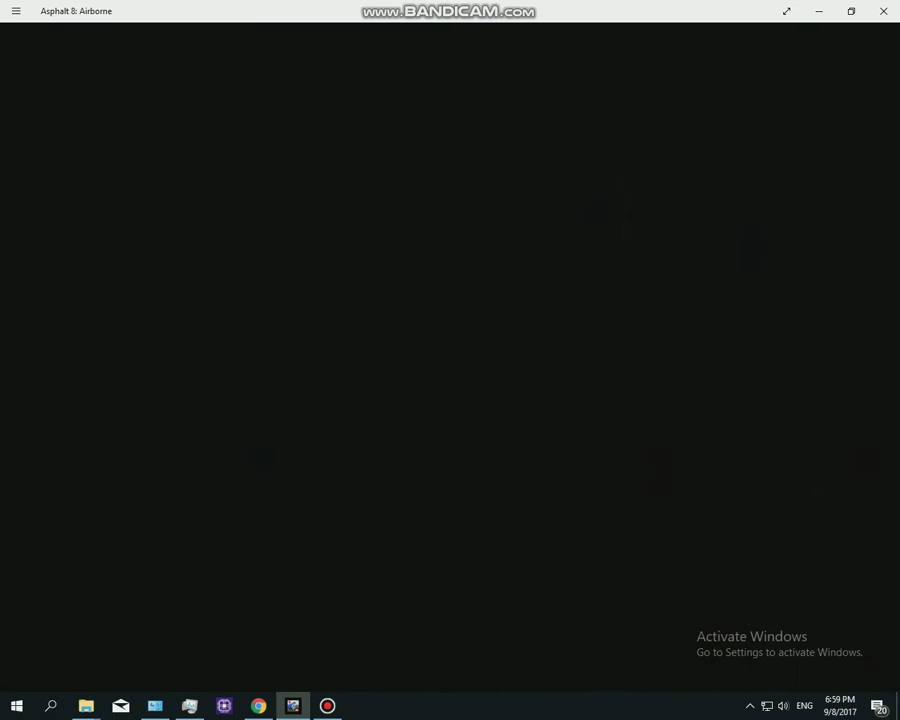 Asphalt 8: Airborne
WWW.BANDICAM.COM
Activate Windows
Go to Settings to activate Windows.
ENG
6:59 PM
9/8/2017
20